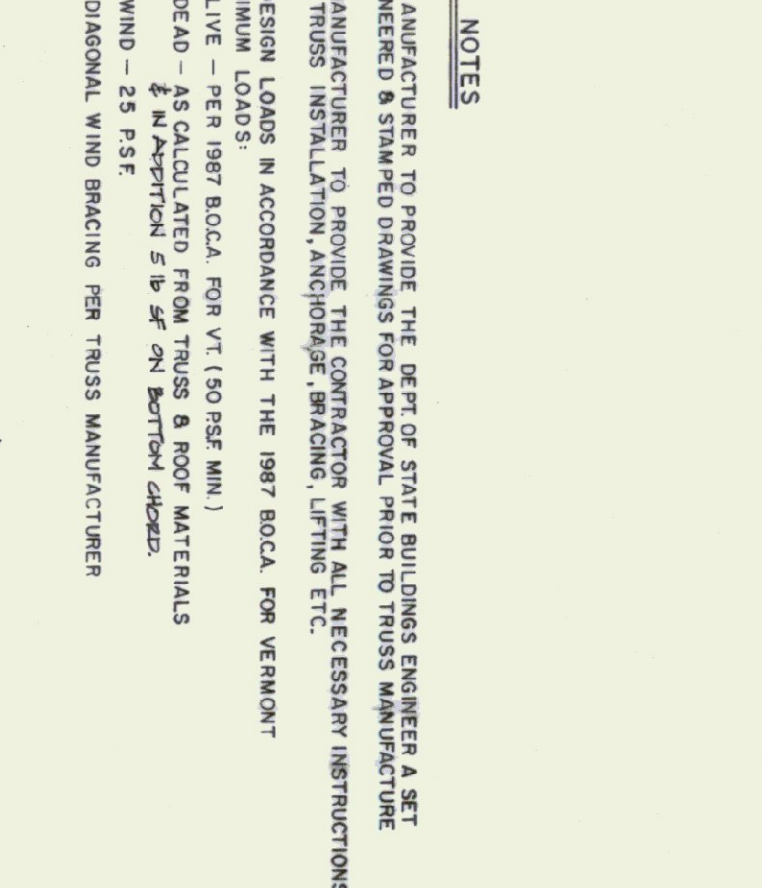 NOTES
ANUFACTURER TO PROVIDE THE DEPT. OF STATE BUILDINGS ENGINEER A SET
NEERED & STAMPED DRAWINGS FOR APPROVAL PRIOR TO TRUSS MANUFACTURE
ANUFACTURER TO PROVIDE THE CONTRACTOR WITH ALL NECESSARY INSTRUCTIONS
TRUSS INSTALLATION, ANCHORAGE, BRACING, LIFTING ETC.
ESIGN LOADS IN ACCORDANCE WITH THE 1987 B.O.C.A. FOR VERMONT
IMUM LOADS:
LIVE - PER 1987 B.O.C.A. FOR VT. (50 P.S.F. MIN.)
DEAD - AS CALCULATED FROM TRUSS & ROOF MATERIALS
& IN ADDITION 5 lb SF ON BOTTOM CHORD.
WIND - 25 P.S.F.
DIAGONAL WIND BRACING PER TRUSS MANUFACTURER